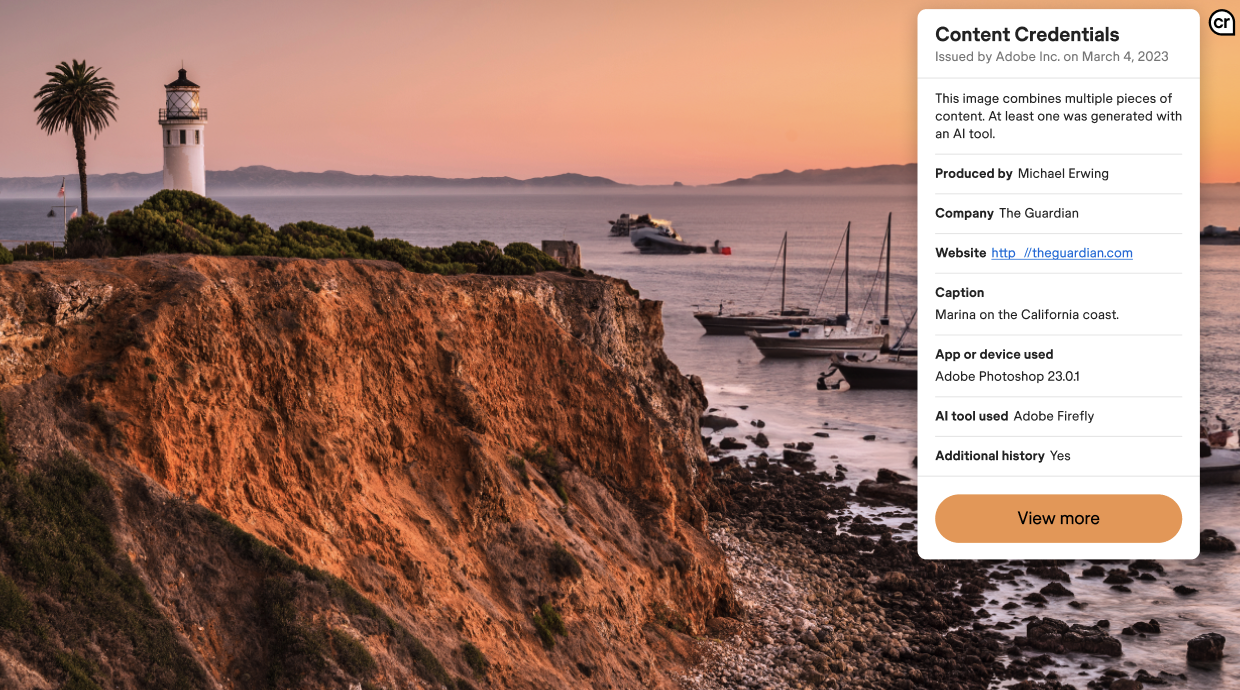 cr
Content Credentials
Issued by Adobe Inc. on March 4, 2023
This image combines multiple pieces of
content. At least one was generated with
an AI tool.
Produced by Michael Erwing
Company The Guardian
Website http //theguardian.com
Caption
Marina on the California coast.
App or device used
Adobe Photoshop 23.0.1
AI tool used Adobe Firefly
Additional history Yes
View more